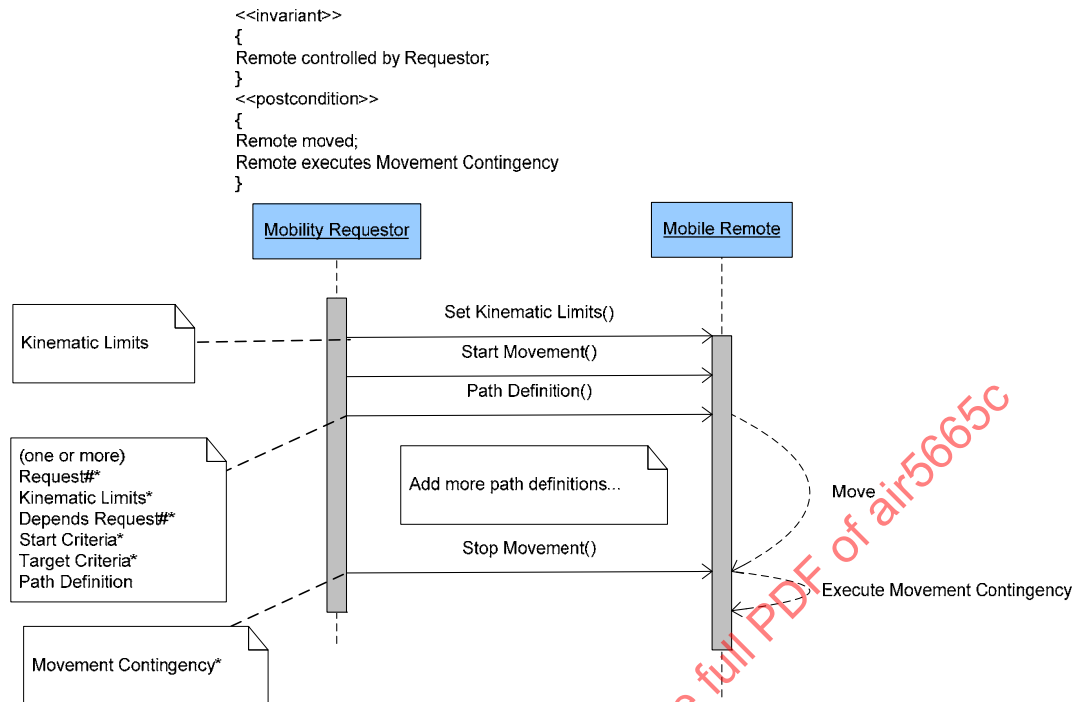 <<invariant>>
{
Remote controlled by Requestor;
}
<<postcondition>>
{
Remote moved;
Remote executes Movement Contingency
}
Mobility Requestor
Mobile Remote
Set Kinematic Limits()
Kinematic Limits
Start Movement()
Path Definition()
(one or more)
Request#*
Kinematic Limits*
Depends Request#*
Start Criteria*
Target Criteria*
Path Definition
Add more path definitions...
Move
Stop Movement()
Execute Movement Contingency
Movement Contingency*
full PDF of air5665c